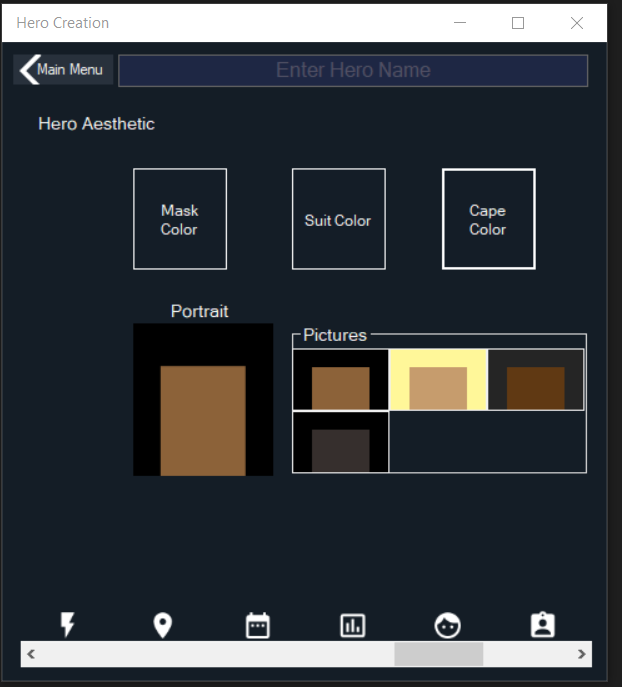 Hero Creation
Main Menu
Enter Hero Name
Hero Aesthetic
Mask
Color
Suit Color
Cape
Color
Portrait
Pictures